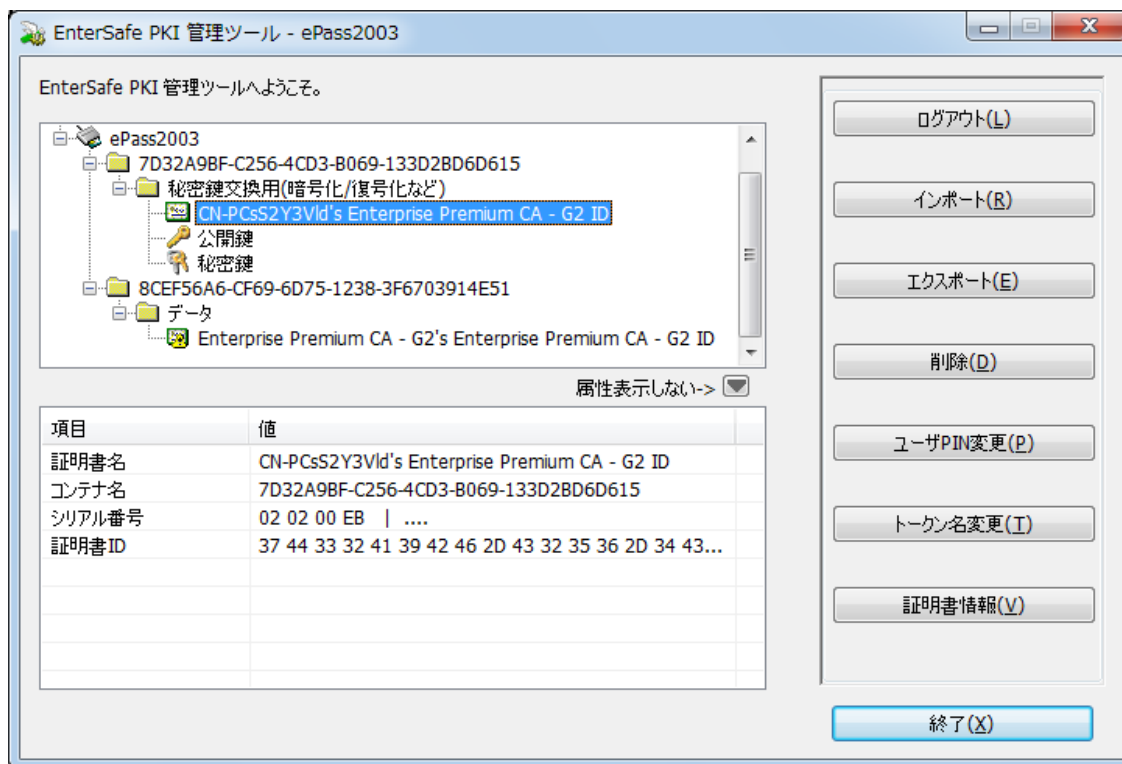 EnterSafe PKI 管理ツール - ePass2003
EnterSafe PKI 管理ツールへようこそ。
ePass2003
7D32A9BF-C256-4CD3-B069-133D2BD6D615
秘密鍵交換用(暗号化/復号化など)
CN-PCsS2Y3Vld's Enterprise Premium CA - G2 ID
公開鍵
秘密鍵
8CEF56A6-CF69-6D75-1238-3F6703914E51
データ
Enterprise Premium CA - G2's Enterprise Premium CA - G2 ID
属性表示しない->
項目 値
証明書名 CN-PCsS2Y3Vld's Enterprise Premium CA - G2 ID
コンテナ名 7D32A9BF-C256-4CD3-B069-133D2BD6D615
シリアル番号 02 02 00 EB | ....
証明書ID 37 44 33 32 41 39 42 46 2D 43 32 35 36 2D 34 43...
ログアウト(L)
インポート(R)
エクスポート(E)
削除(D)
ユーザPIN変更(P)
トークン名変更(T)
証明書情報(V)
終了(X)